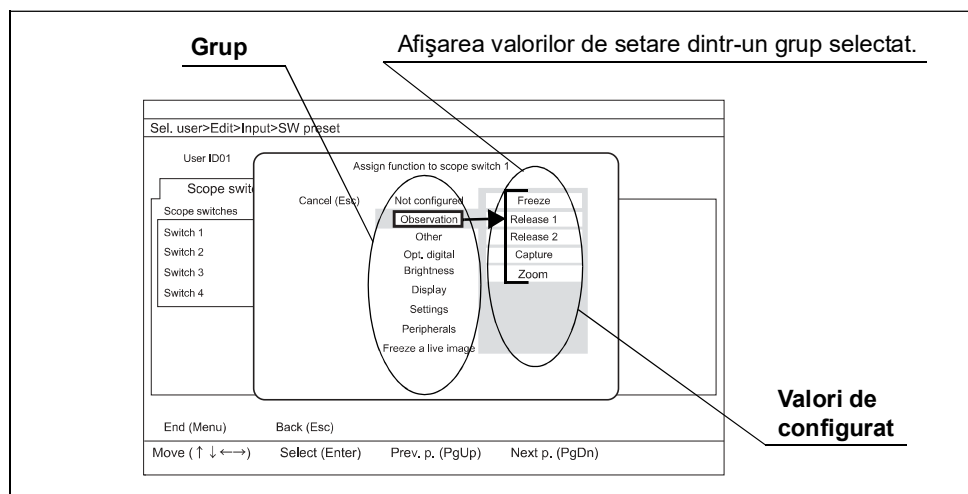 Grup
Afişarea valorilor de setare dintr-un grup selectat.
Sel. user>Edit>Input>SW preset
User ID01
Assign function to scope switch 1
Scope swit
Cancel (Esc)
Not configured
Freeze
Scope switches
Observation
Release 1
Switch 1
Other
Release 2
Switch 2
Opt. digital
Capture
Switch 3
Brightness
Zoom
Switch 4
Display
Settings
Peripherals
Freeze a live image
Valori de
configurat
End (Menu)
Back (Esc)
Move (↑↓←→)
Select (Enter)
Prev. p. (PgUp)
Next p. (PgDn)